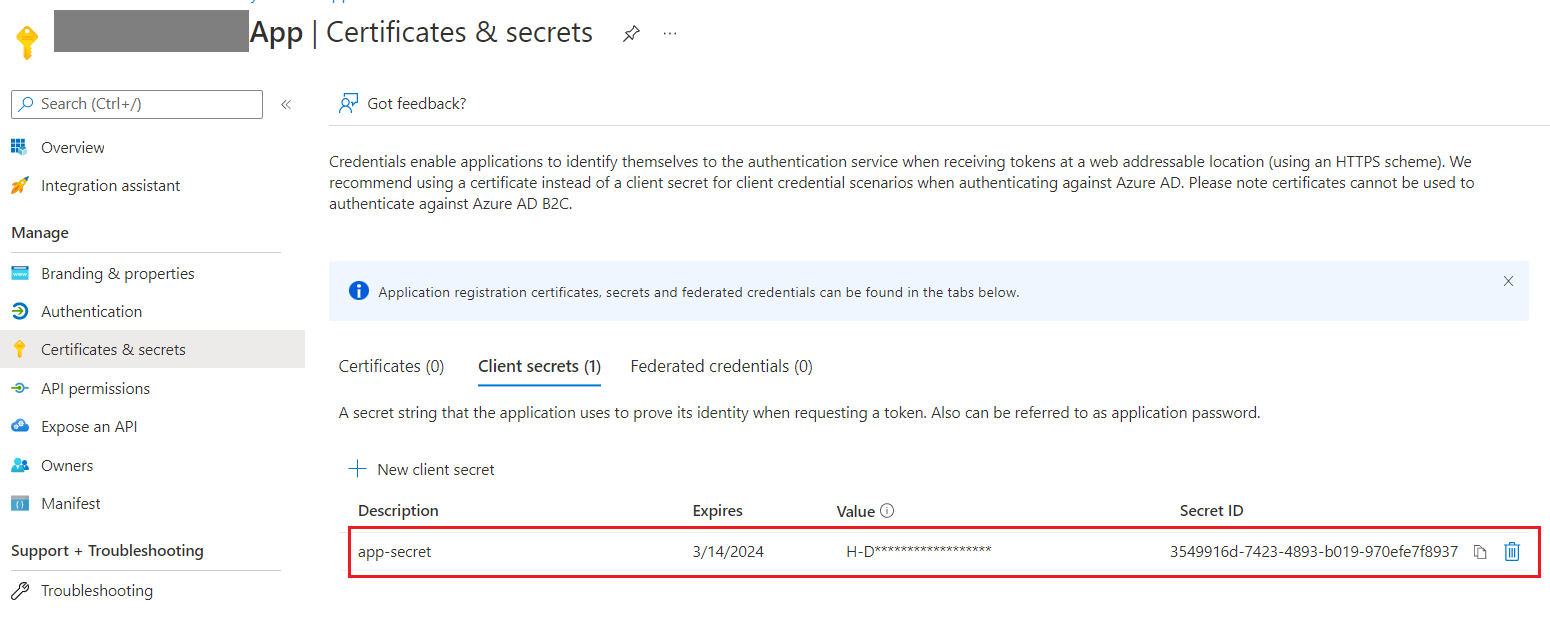 App | Certificates & secrets
Search (Ctrl+/)
Overview
Integration assistant
Manage
Branding & properties
Authentication
Certificates & secrets
API permissions
Expose an API
Owners
Manifest
Support + Troubleshooting
Troubleshooting
Got feedback?
Credentials enable applications to identify themselves to the authentication service when receiving tokens at a web addressable location (using an HTTPS scheme). We
recommend using a certificate instead of a client secret for client credential scenarios when authenticating against Azure AD. Please note certificates cannot be used to
authenticate against Azure AD B2C.
Application registration certificates, secrets and federated credentials can be found in the tabs below.
Certificates (0) Client secrets (1) Federated credentials (0)
A secret string that the application uses to prove its identity when requesting a token. Also can be referred to as application password.
New client secret
Description Expires Value Secret ID
app-secret 3/14/2024 H-D****************** 3549916d-7423-4893-b019-970efe7f8937